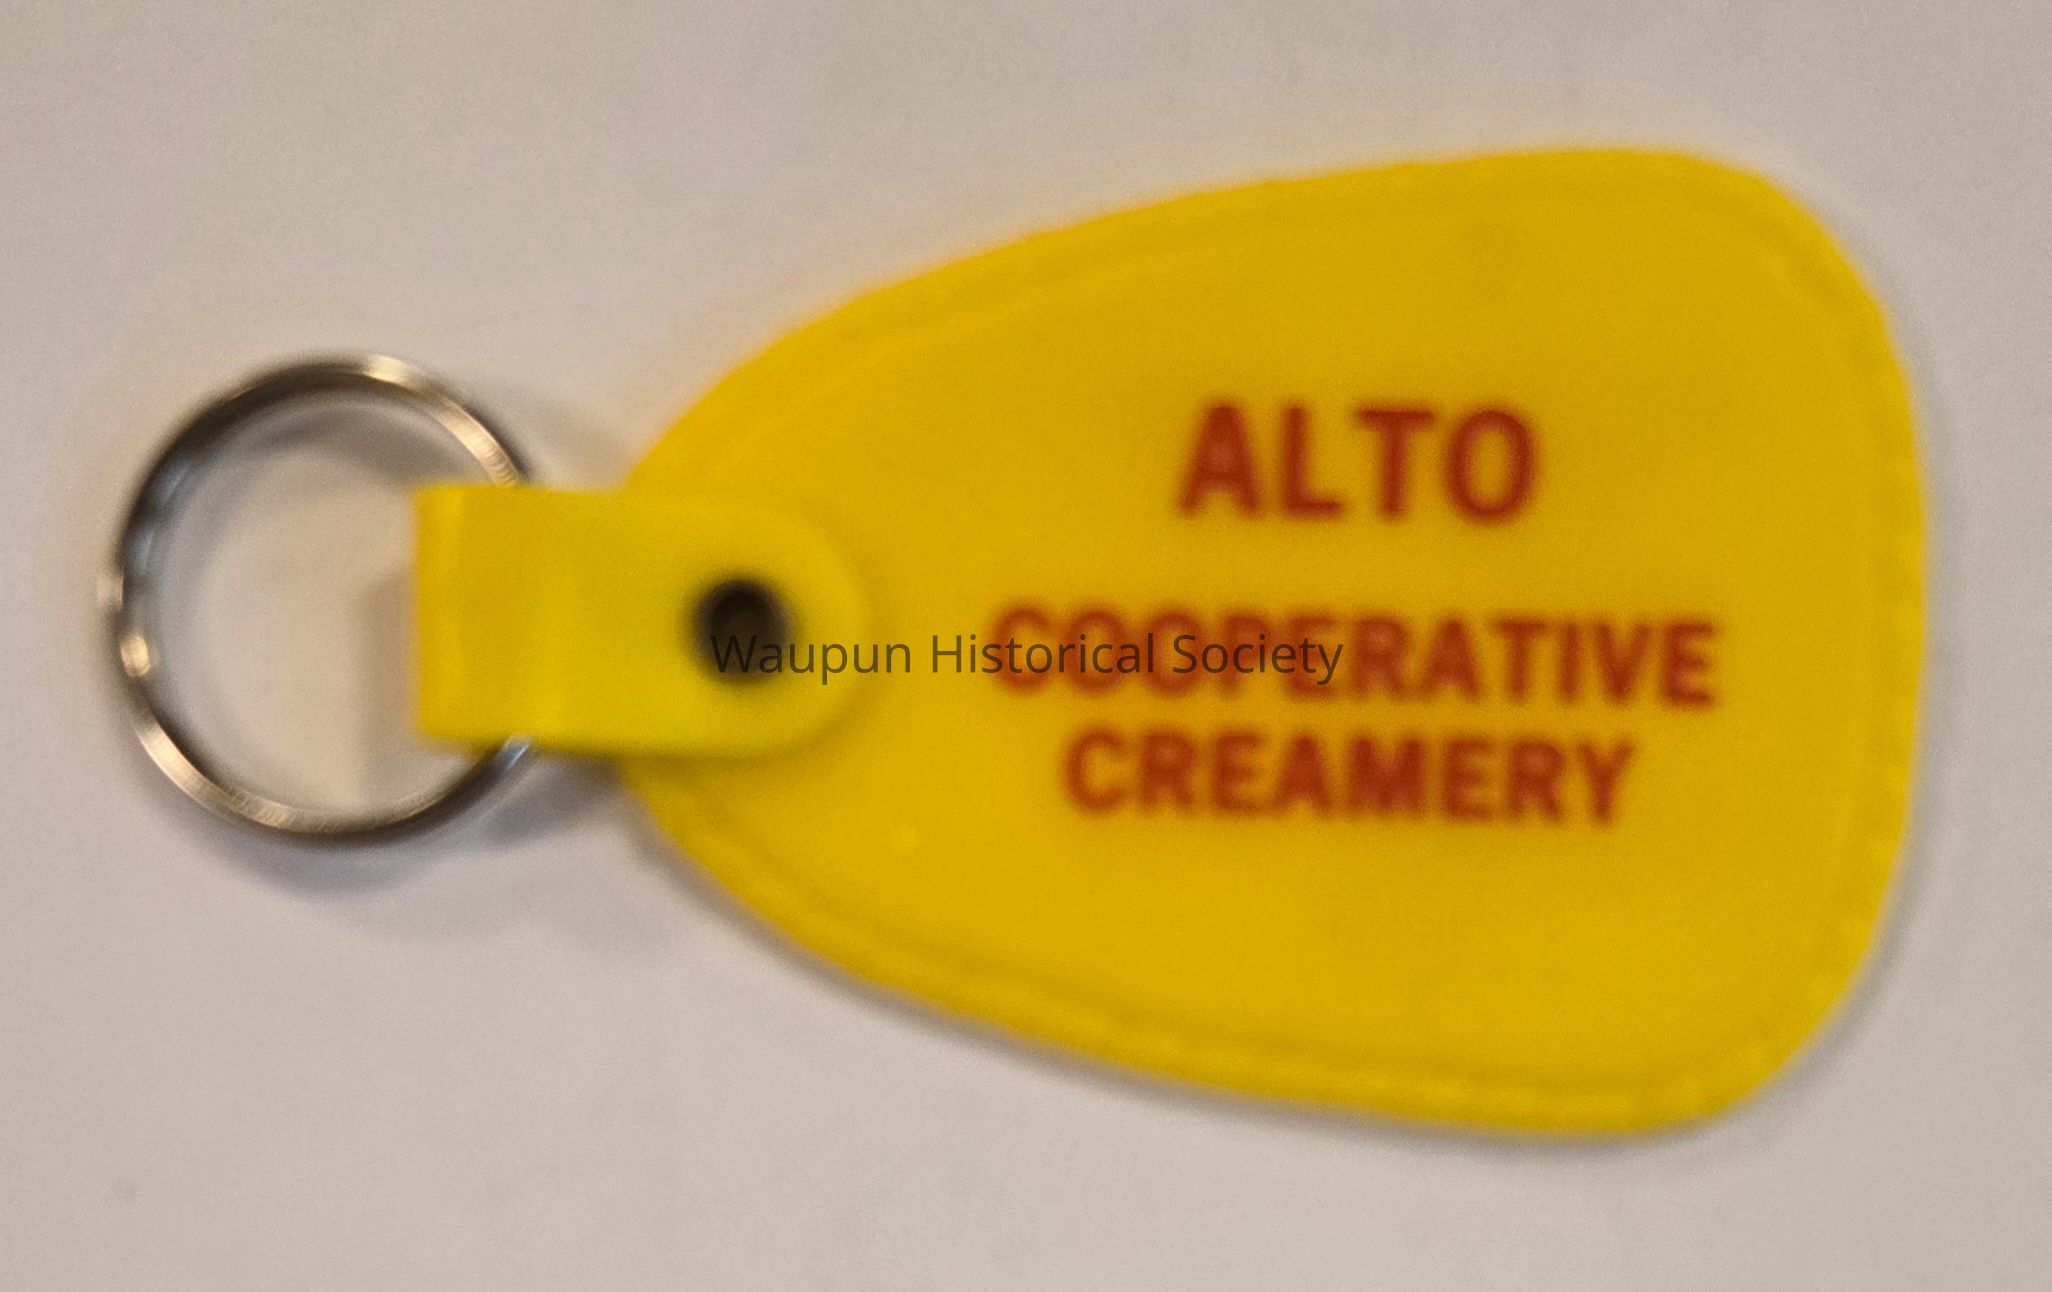 ALTO
COOPERATIVE
CREAMERY
Waupun Historical Society